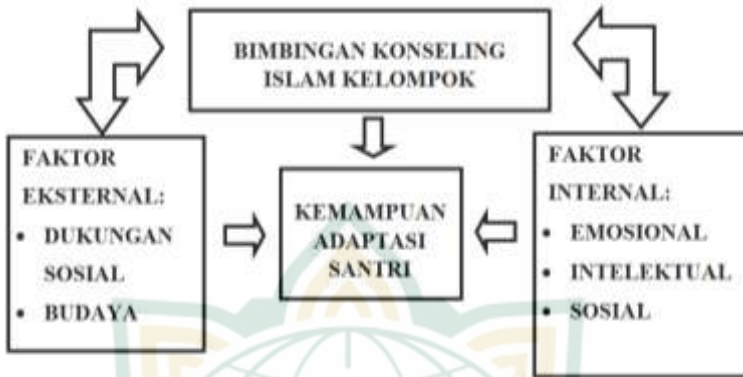 BIMBINGAN KONSELING
ISLAM KELOMPOK
FAKTOR
EKSTERNAL:
• DUKUNGAN
SOSIAL
• BUDAYA
KEMAMPUAN
ADAPTASI
SANTRI
FAKTOR
INTERNAL:
• EMOSIONAL
• INTELEKTUAL
• SOSIAL